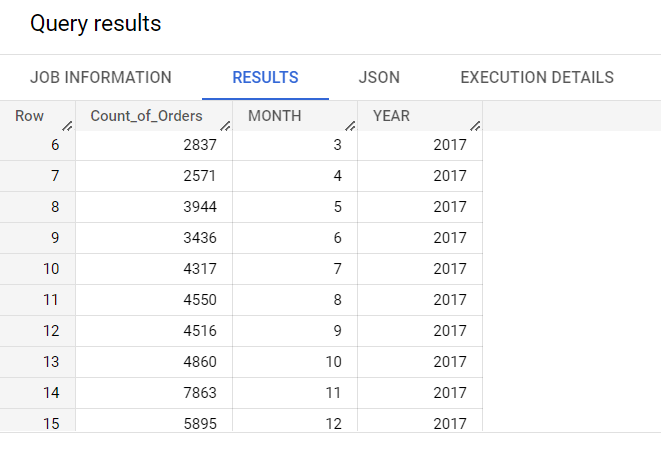 Query results
JOB INFORMATION RESULTS JSON EXECUTION DETAILS
Row Count_of_Orders MONTH YEAR
6 2837 3 2017
7 2571 4 2017
8 3944 5 2017
9 3436 6 2017
10 4317 7 2017
11 4550 8 2017
12 4516 9 2017
13 4860 10 2017
14 7863 11 2017
15 5895 12 2017